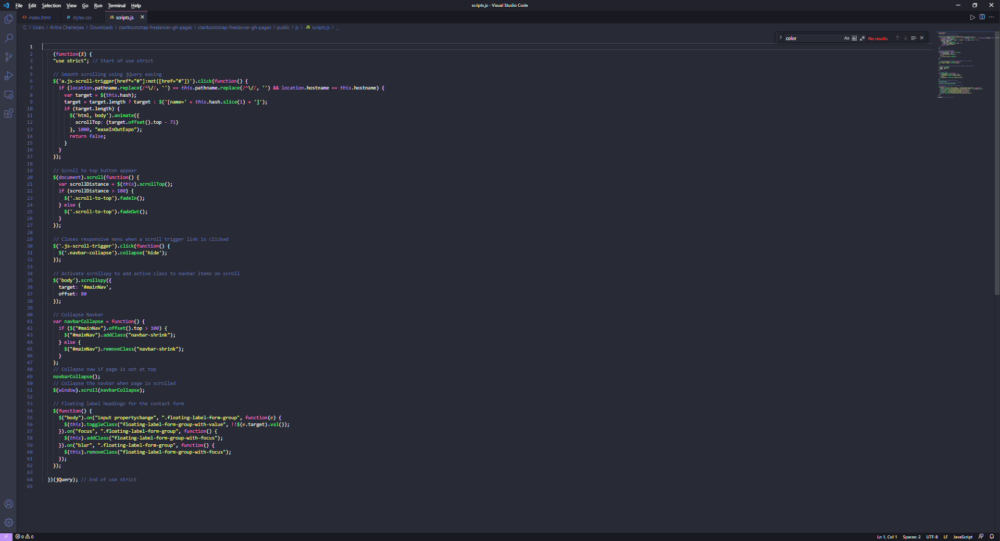 File Edit Selection View Go Run Terminal Help
scripts.js - Visual Studio Code
index.html
# styles.css
JS scripts.js
C: > Users > Aritra Chatterjee > Downloads > startbootstrap-freelancer-gh-pages > startbootstrap-freelancer-gh-pages > public > js > JS scripts.js > ...
color Aa No results
1
2 (function($) {
3 "use strict"; // Start of use strict
4
5 // Smooth scrolling using jQuery easing
6 $('a.js-scroll-trigger[href*="#"]:not([href="#"])').click(function() {
7 if (location.pathname.replace(/^\//, '') == this.pathname.replace(/^\//, '') && location.hostname == this.hostname) {
8 var target = $(this.hash);
9 target = target.length ? target : $('[name=' + this.hash.slice(1) + ']');
10 if (target.length) {
11 $('html, body').animate({
12 scrollTop: (target.offset().top - 71)
13 }, 1000, "easeInOutExpo");
14 return false;
15 }
16 }
17 });
18
19 // Scroll to top button appear
20 $(document).scroll(function() {
21 var scrollDistance = $(this).scrollTop();
22 if (scrollDistance > 100) {
23 $('.scroll-to-top').fadeIn();
24 } else {
25 $('.scroll-to-top').fadeOut();
26 }
27 });
28
29 // Closes responsive menu when a scroll trigger link is clicked
30 $('.js-scroll-trigger').click(function() {
31 $('.navbar-collapse').collapse('hide');
32 });
33
34 // Activate scrollspy to add active class to navbar items on scroll
35 $('body').scrollspy({
36 target: '#mainNav',
37 offset: 80
38 });
39
40 // Collapse Navbar
41 var navbarCollapse = function() {
42 if ($("#mainNav").offset().top > 100) {
43 $("#mainNav").addClass("navbar-shrink");
44 } else {
45 $("#mainNav").removeClass("navbar-shrink");
46 }
47 };
48 // Collapse now if page is not at top
49 navbarCollapse();
50 // Collapse the navbar when page is scrolled
51 $(window).scroll(navbarCollapse);
52
53 // Floating label headings for the contact form
54 $(function() {
55 $("body").on("input propertychange", ".floating-label-form-group", function(e) {
56 $(this).toggleClass("floating-label-form-group-with-value", !!$(e.target).val());
57 }).on("focus", ".floating-label-form-group", function() {
58 $(this).addClass("floating-label-form-group-with-focus");
59 }).on("blur", ".floating-label-form-group", function() {
60 $(this).removeClass("floating-label-form-group-with-focus");
61 });
62 });
63
64 })(jQuery); // End of use strict
65
0 0
Ln 1, Col 1 Spaces: 2 UTF-8 LF JavaScript